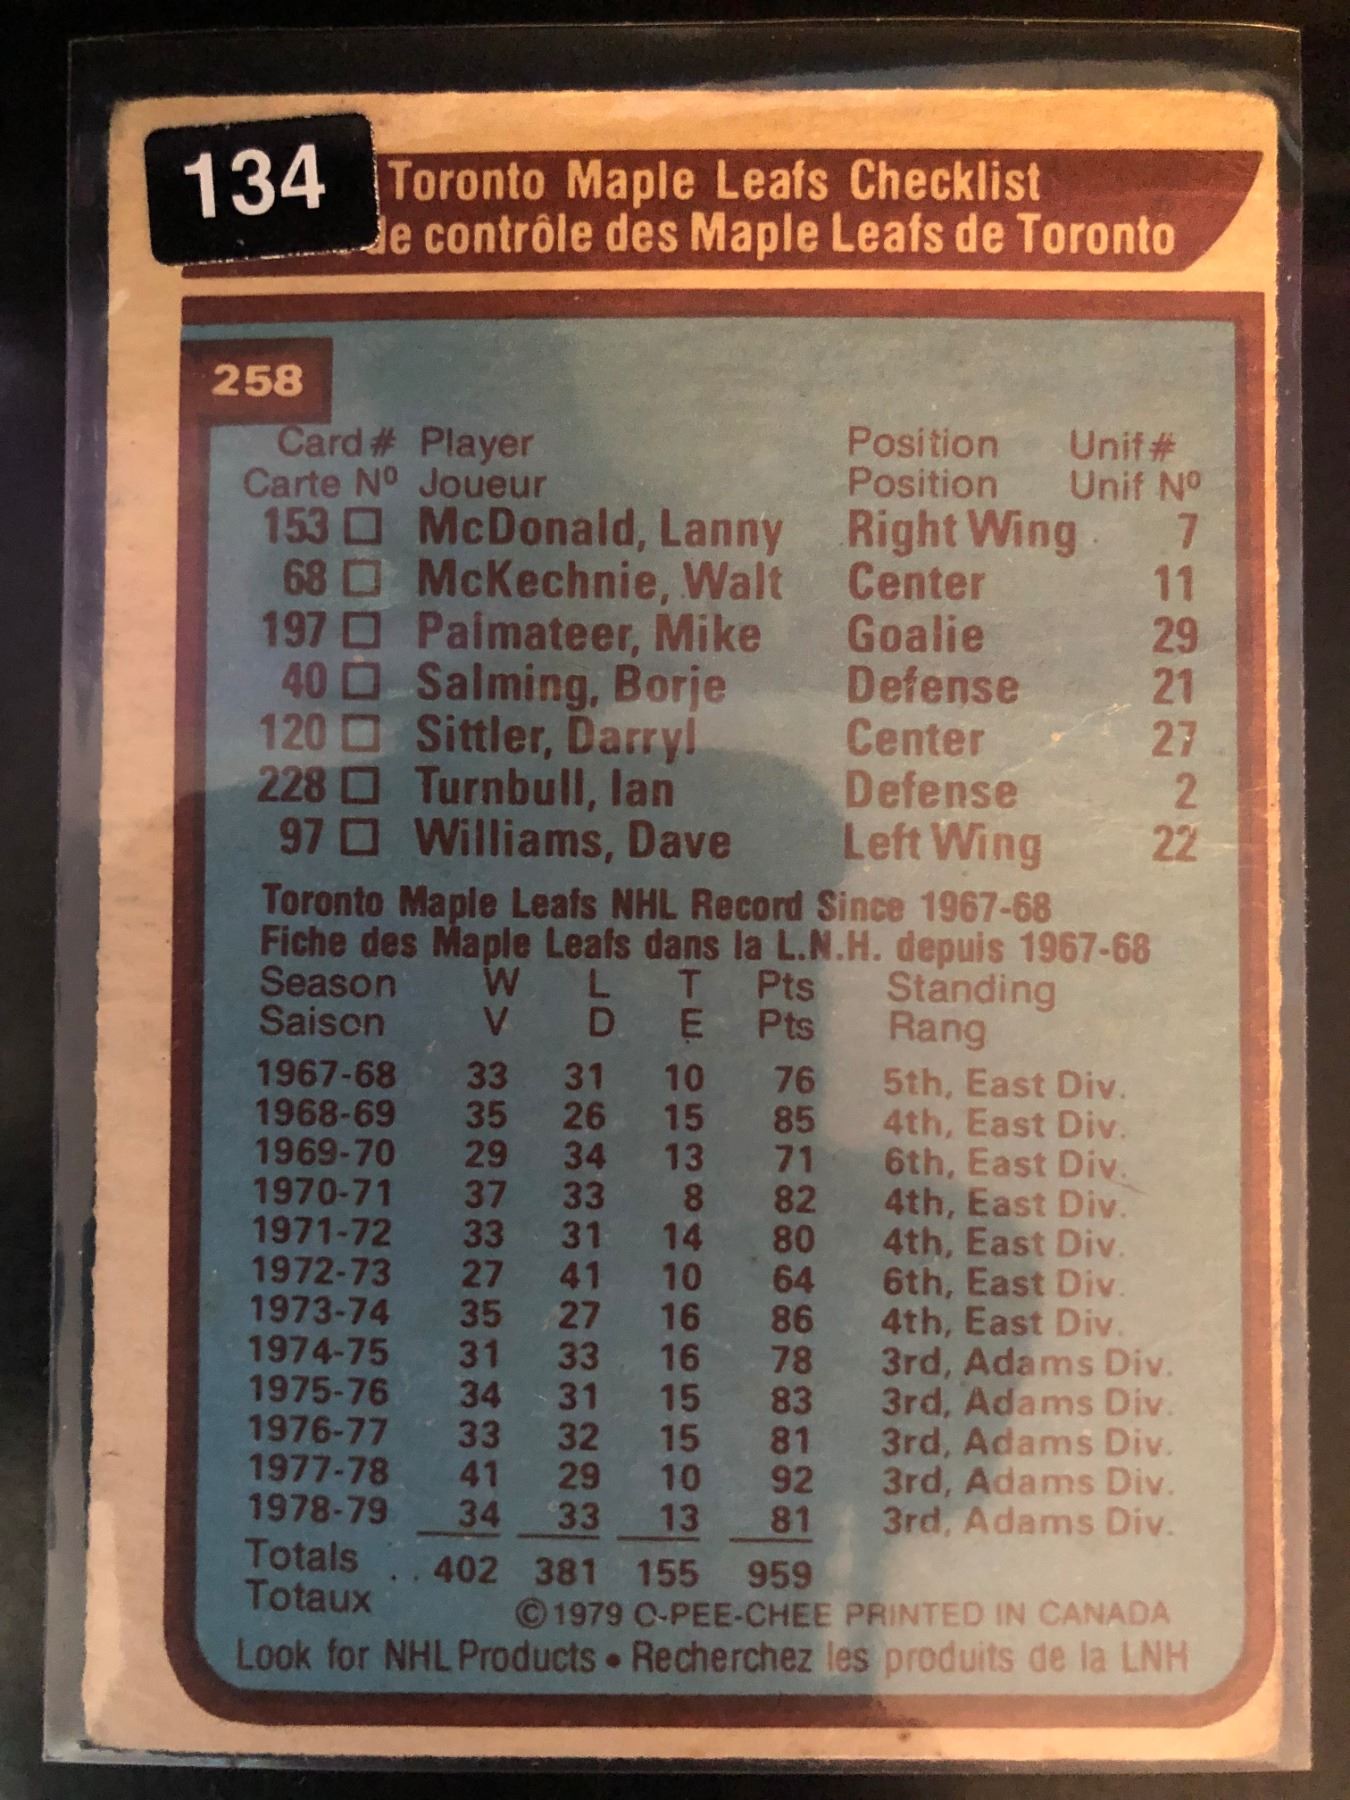 134
Toronto Maple Leafs Checklist
de contrôle des Maple Leafs de Toronto
258
Card # Player Position Unif #
Carte Nº Joueur Position Unif Nº
153 □ McDonald, Lanny Right Wing 7
68 □ McKechnie, Walt Center 11
197 □ Palmateer, Mike Goalie 29
40 □ Salming, Borje Defense 21
120 □ Sittler, Darryl Center 27
228 □ Turnbull, Ian Defense 2
97 □ Williams, Dave Left Wing 22
Toronto Maple Leafs NHL Record Since 1967-68
Fiche des Maple Leafs dans la L.N.H. depuis 1967-68
Season W L T Pts Standing
Saison V D E Pts Rang
1967-68 33 31 10 76 5th, East Div.
1968-69 35 26 15 85 4th, East Div.
1969-70 29 34 13 71 6th, East Div.
1970-71 37 33 8 82 4th, East Div.
1971-72 33 31 14 80 4th, East Div.
1972-73 27 41 10 64 6th, East Div.
1973-74 35 27 16 86 4th, East Div.
1974-75 31 33 16 78 3rd, Adams Div.
1975-76 34 31 15 83 3rd, Adams Div.
1976-77 33 32 15 81 3rd, Adams Div.
1977-78 41 29 10 92 3rd, Adams Div.
1978-79 34 33 13 81 3rd, Adams Div.
Totals .. 402 381 155 959
Totaux
© 1979 O-PEE-CHEE PRINTED IN CANADA
Look for NHL Products • Recherchez les produits de la LNH